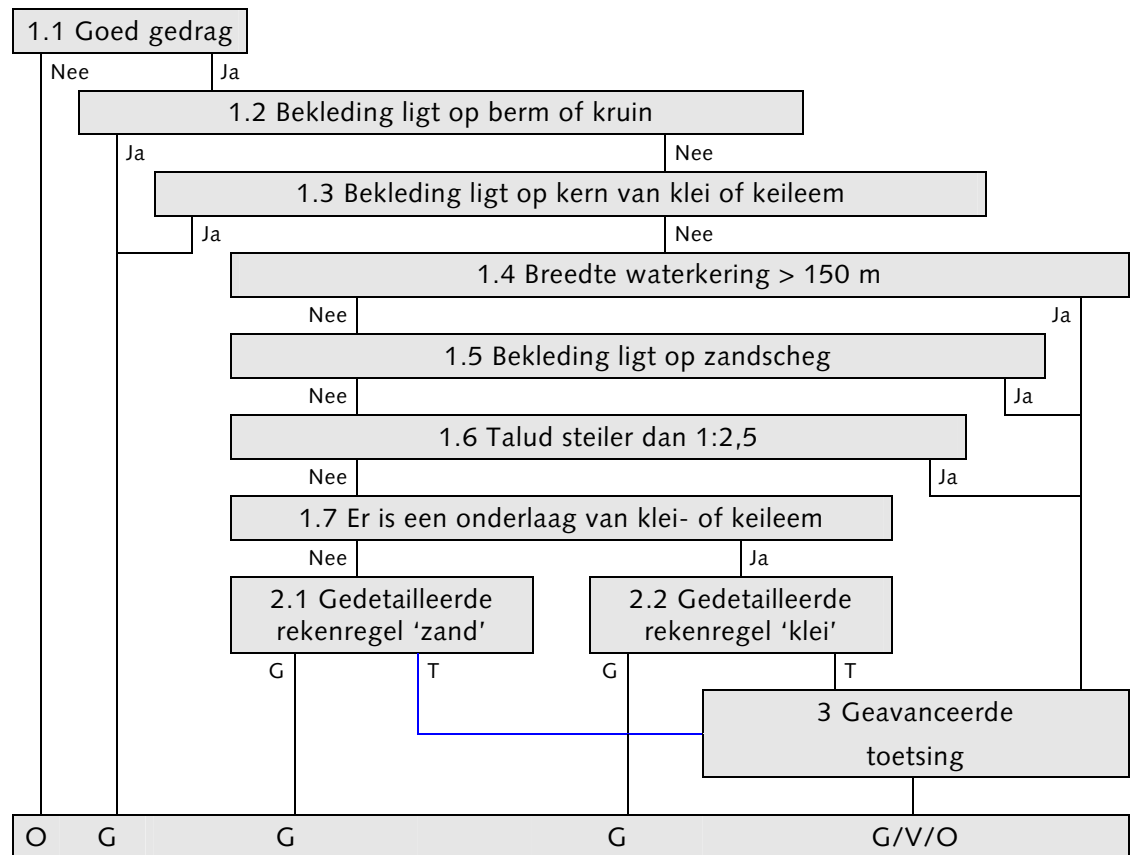 1.1 Goed gedrag
Nee Ja
1.2 Bekleding ligt op berm of kruin
Ja Nee
1.3 Bekleding ligt op kern van klei of keileem
Ja Nee
1.4 Breedte waterkering > 150 m
Nee Ja
1.5 Bekleding ligt op zandscheg
Nee Ja
1.6 Talud steiler dan 1:2,5
Nee Ja
1.7 Er is een onderlaag van klei- of keileem
Nee Ja
2.1 Gedetailleerde
rekenregel ‘zand’
2.2 Gedetailleerde
rekenregel ‘klei’
G T G T
3 Geavanceerde
toetsing
O G G G G/V/O